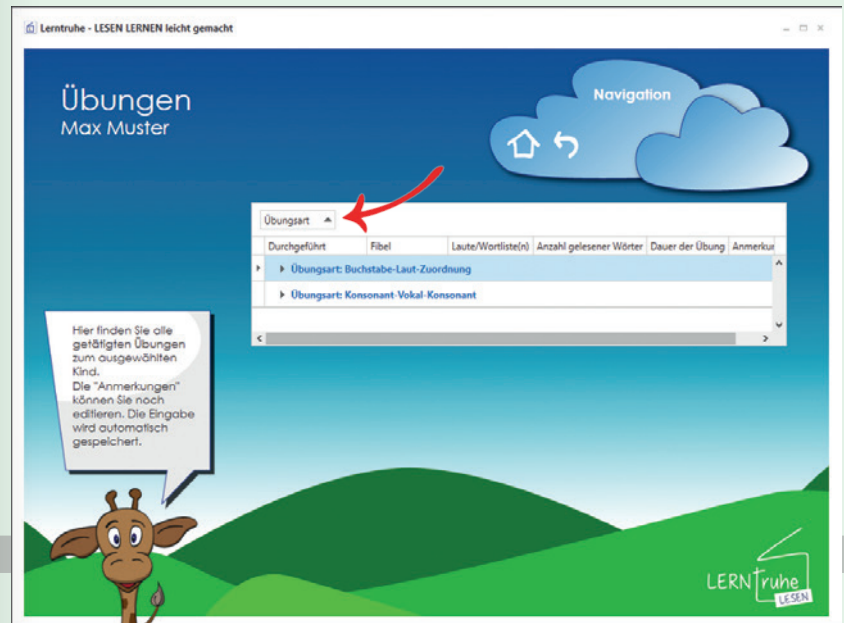 Lerntruhe - LESEN LERNEN leicht gemacht
Übungen
Max Muster
Navigation
Übungsart
Durchgeführt Fibel Laute/Wortliste(n) Anzahl gelesener Wörter Dauer der Übung Anmerkur
Übungsart: Buchstabe-Laut-Zuordnung
Übungsart: Konsonant-Vokal-Konsonant
Hier finden Sie alle
getätigten Übungen
zum ausgewählten
Kind.
Die "Anmerkungen"
können Sie noch
editieren. Die Eingabe
wird automatisch
gespeichert.
LERNTruhe
LESEN